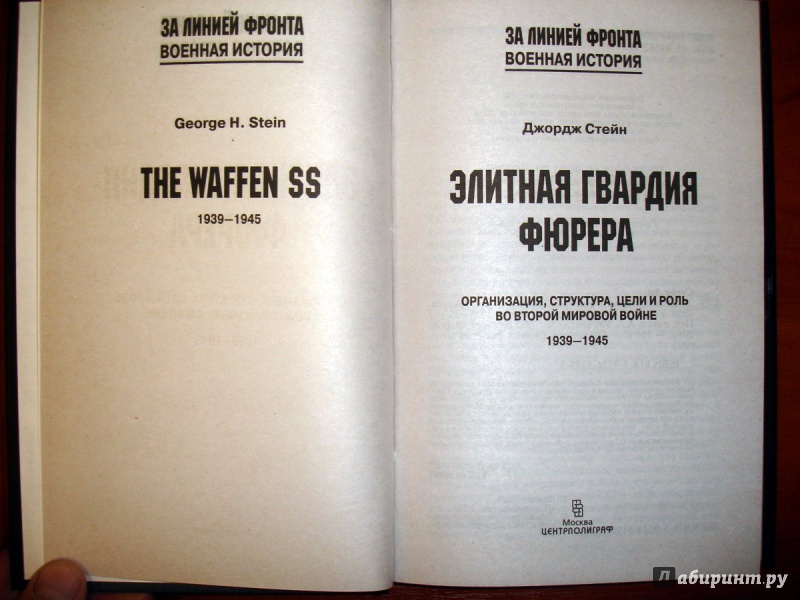 ЗА ЛИНИЕЙ ФРОНТА
ВОЕННАЯ ИСТОРИЯ
George H. Stein
THE WAFFEN SS
1939–1945
ЗА ЛИНИЕЙ ФРОНТА
ВОЕННАЯ ИСТОРИЯ
Джордж Стейн
ЭЛИТНАЯ ГВАРДИЯ
ФЮРЕРА
ОРГАНИЗАЦИЯ, СТРУКТУРА, ЦЕЛИ И РОЛЬ
ВО ВТОРОЙ МИРОВОЙ ВОЙНЕ
1939–1945
Москва
ЦЕНТРПОЛИГРАФ
Лабиринт.ру